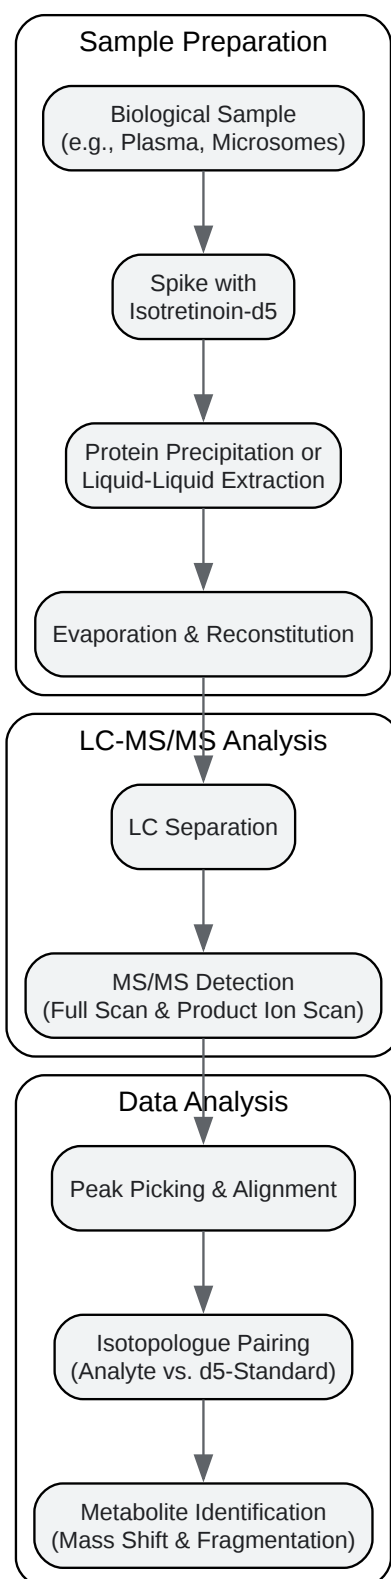 Sample Preparation
Biological Sample
(e.g., Plasma, Microsomes)
Spike with
Isotretinoin-d5
Protein Precipitation or
Liquid-Liquid Extraction
Evaporation & Reconstitution
LC-MS/MS Analysis
LC Separation
MS/MS Detection
(Full Scan & Product Ion Scan)
Data Analysis
Peak Picking & Alignment
Isotopologue Pairing
(Analyte vs. d5-Standard)
Metabolite Identification
(Mass Shift & Fragmentation)